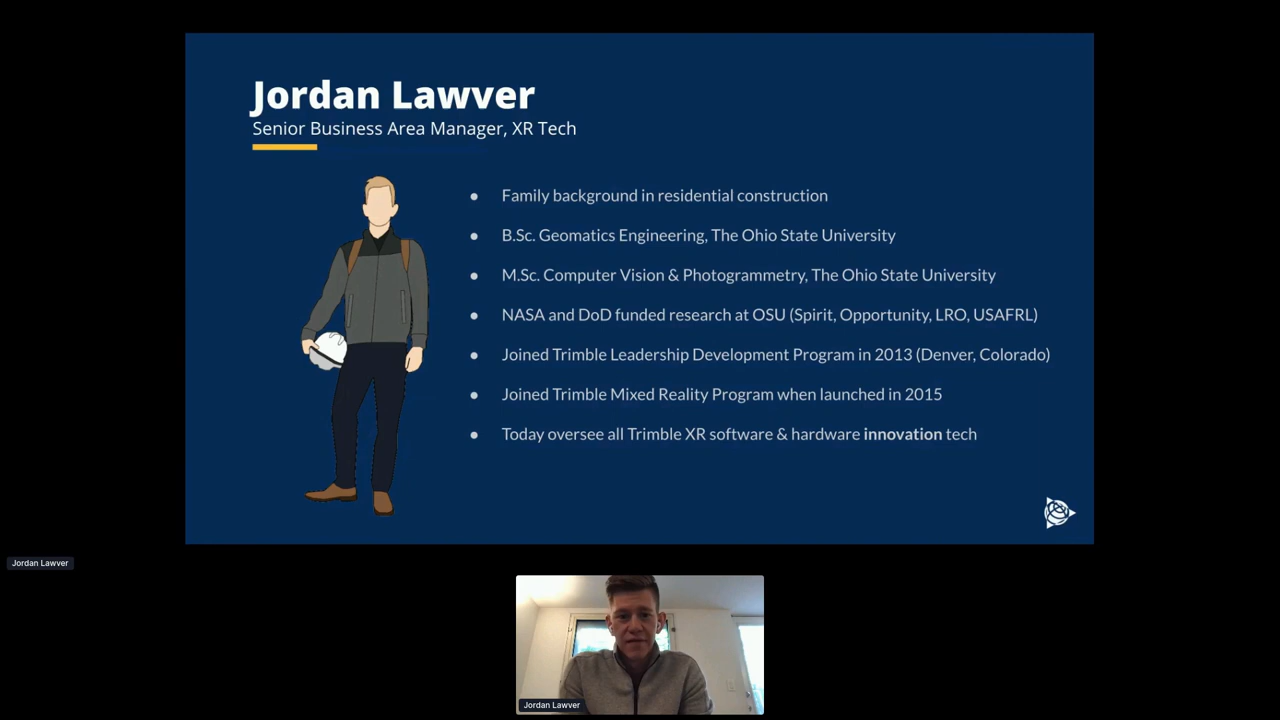 Jordan Lawver
Senior Business Area Manager, XR Tech
● Family background in residential construction
● B.Sc. Geomatics Engineering, The Ohio State University
● M.Sc. Computer Vision & Photogrammetry, The Ohio State University
● NASA and DoD funded research at OSU (Spirit, Opportunity, LRO, USAFRL)
● Joined Trimble Leadership Development Program in 2013 (Denver, Colorado)
● Joined Trimble Mixed Reality Program when launched in 2015
● Today oversee all Trimble XR software & hardware innovation tech
Jordan Lawver
Jordan Lawver